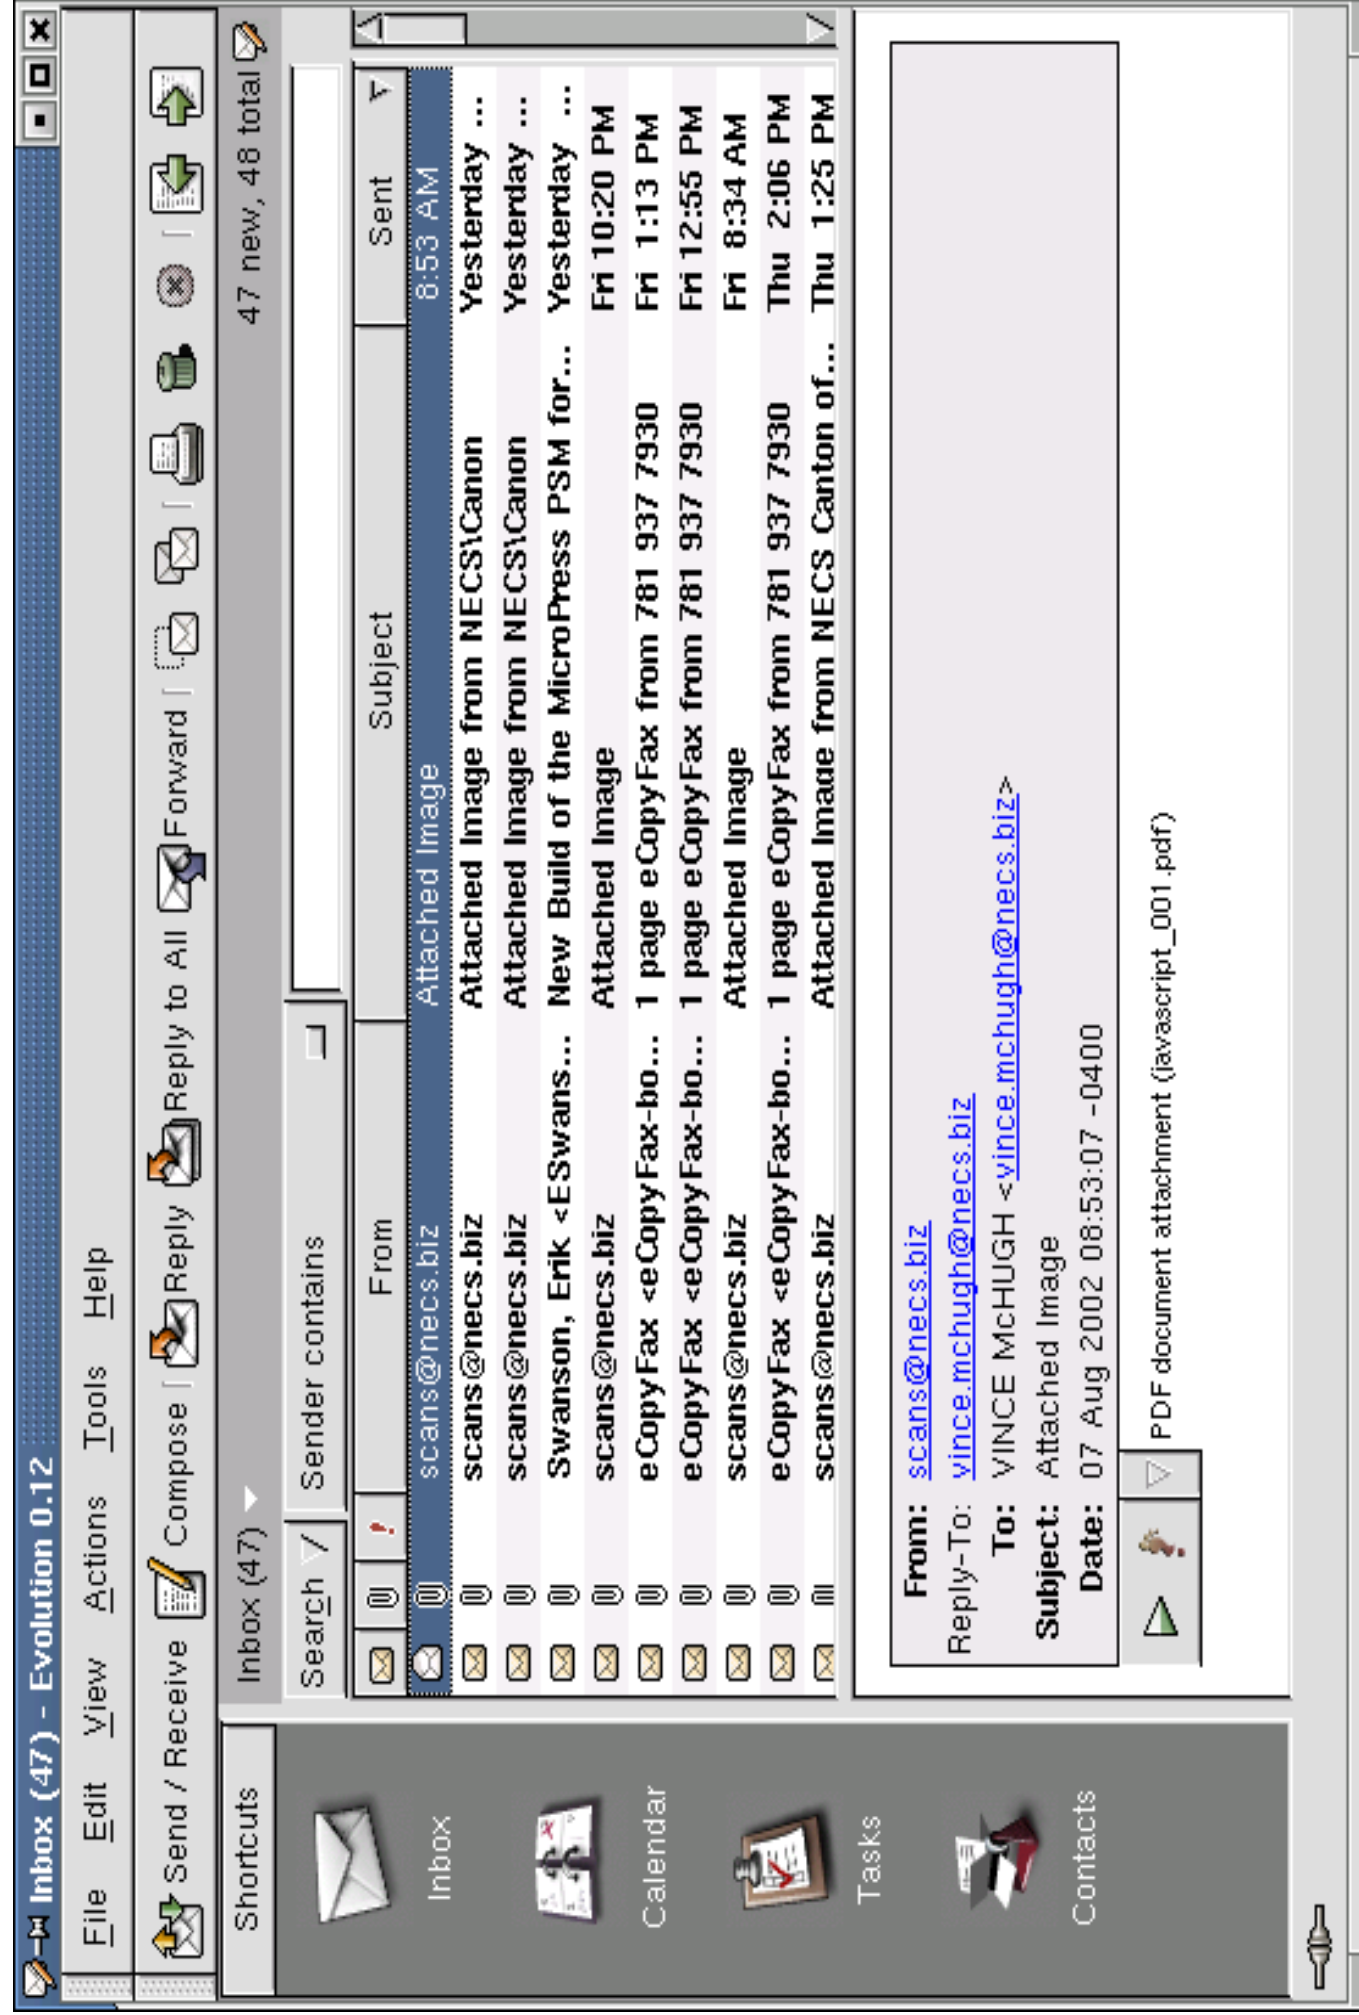 Inbox (47) - Evolution 0.12
File Edit View Actions Tools Help
Send / Receive Compose Reply Reply to All Forward
Shortcuts
Inbox (47) 47 new, 48 total
Search Sender contains
! From Subject Sent
scans@necs.biz Attached Image 8:53 AM
scans@necs.biz Attached Image from NECS\Canon Yesterday ...
scans@necs.biz Attached Image from NECS\Canon Yesterday ...
Swanson, Erik <ESwans... New Build of the MicroPress PSM for... Yesterday ...
scans@necs.biz Attached Image Fri 10:20 PM
eCopyFax <eCopyFax-bo... 1 page eCopyFax from 781 937 7930 Fri 1:13 PM
eCopyFax <eCopyFax-bo... 1 page eCopyFax from 781 937 7930 Fri 12:55 PM
scans@necs.biz Attached Image Fri 8:34 AM
eCopyFax <eCopyFax-bo... 1 page eCopyFax from 781 937 7930 Thu 2:06 PM
scans@necs.biz Attached Image from NECS Canton of... Thu 1:25 PM
Inbox
Calendar
Tasks
Contacts
From: scans@necs.biz
Reply-To: vince.mchugh@necs.biz
To: VINCE McHUGH <vince.mchugh@necs.biz>
Subject: Attached Image
Date: 07 Aug 2002 08:53:07 -0400
PDF document attachment (javascript_001.pdf)